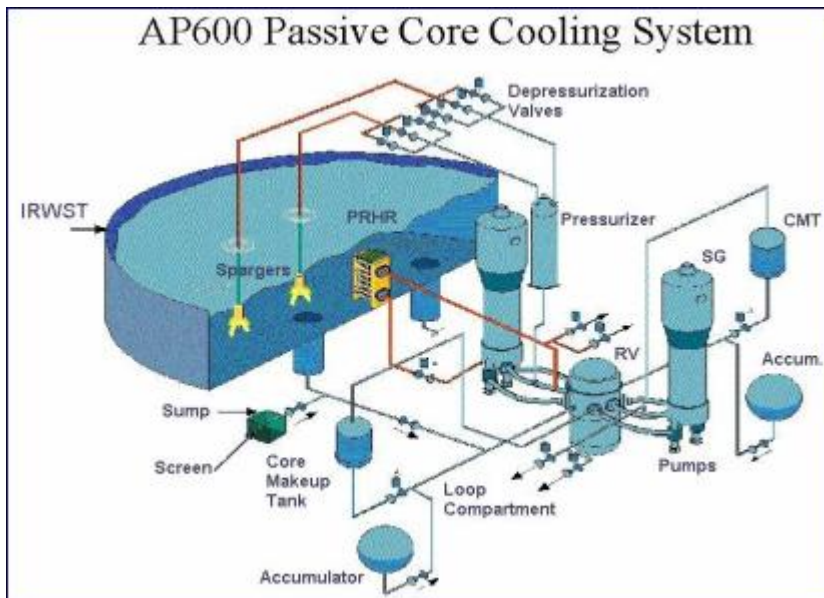 AP600 Passive Core Cooling System
Depressurization
Valves
IRWST
PRHR
Pressurizer
CMT
SG
Spargers
RV
Accum.
Sump
Screen
Core
Makeup
Tank
Loop
Compartment
Pumps
Accumulator